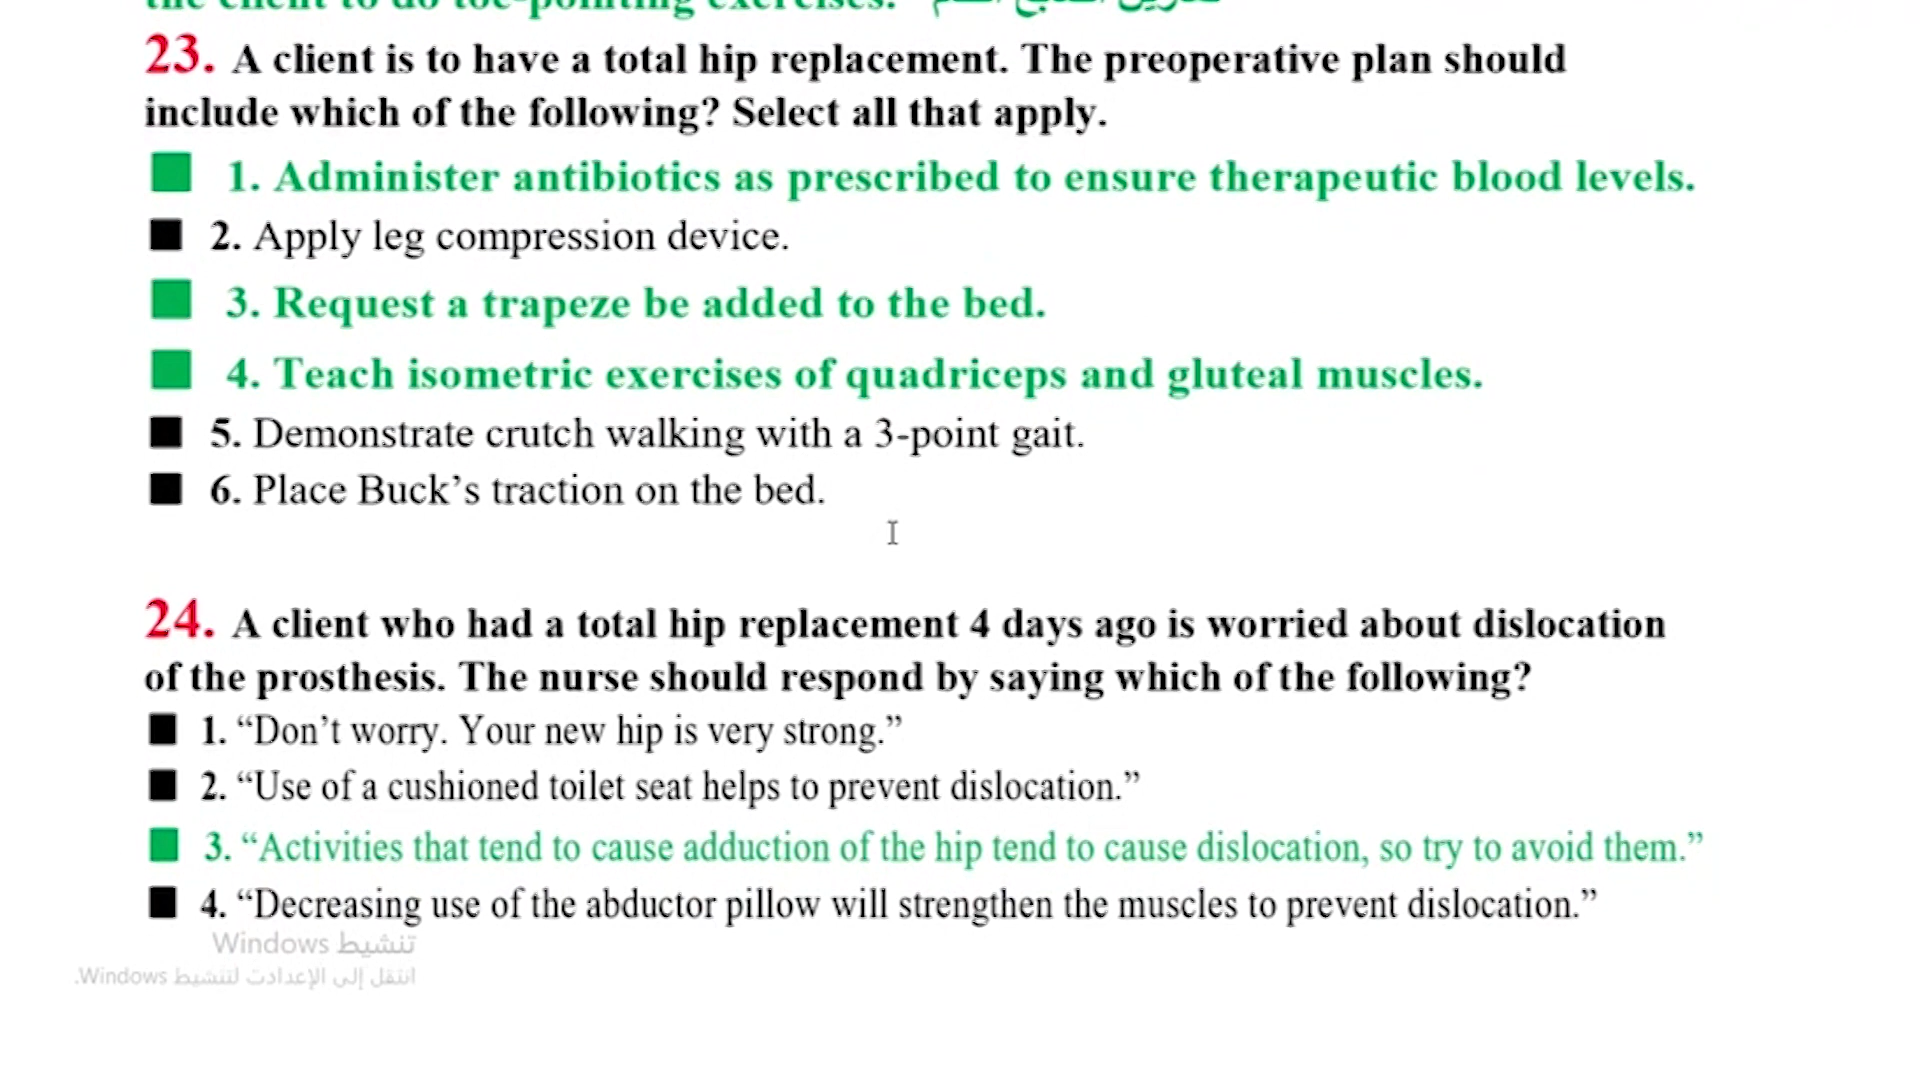 the client to do toe-pointing exercises."
23. A client is to have a total hip replacement. The preoperative plan should
include which of the following? Select all that apply.
1. Administer antibiotics as prescribed to ensure therapeutic blood levels.
2. Apply leg compression device.
3. Request a trapeze be added to the bed.
4. Teach isometric exercises of quadriceps and gluteal muscles.
5. Demonstrate crutch walking with a 3-point gait.
6. Place Buck’s traction on the bed.
24. A client who had a total hip replacement 4 days ago is worried about dislocation
of the prosthesis. The nurse should respond by saying which of the following?
1. “Don’t worry. Your new hip is very strong.”
2. “Use of a cushioned toilet seat helps to prevent dislocation.”
3. “Activities that tend to cause adduction of the hip tend to cause dislocation, so try to avoid them.”
4. “Decreasing use of the abductor pillow will strengthen the muscles to prevent dislocation.”
تنشيط Windows
انتقل إلى الإعدادت لتنشيط Windows.